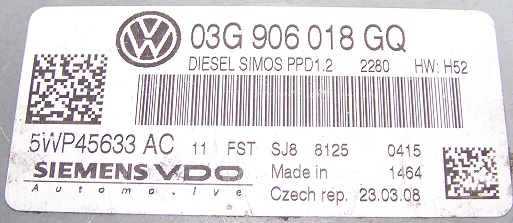 03G 906 018 GQ
DIESEL SIMOS PPD1.2 2280 HW: H52
5WP45633 AC 11 FST SJ8 8125 0415
SIEMENS VDO Made in 1464
Automotive Czech rep. 23.03.08